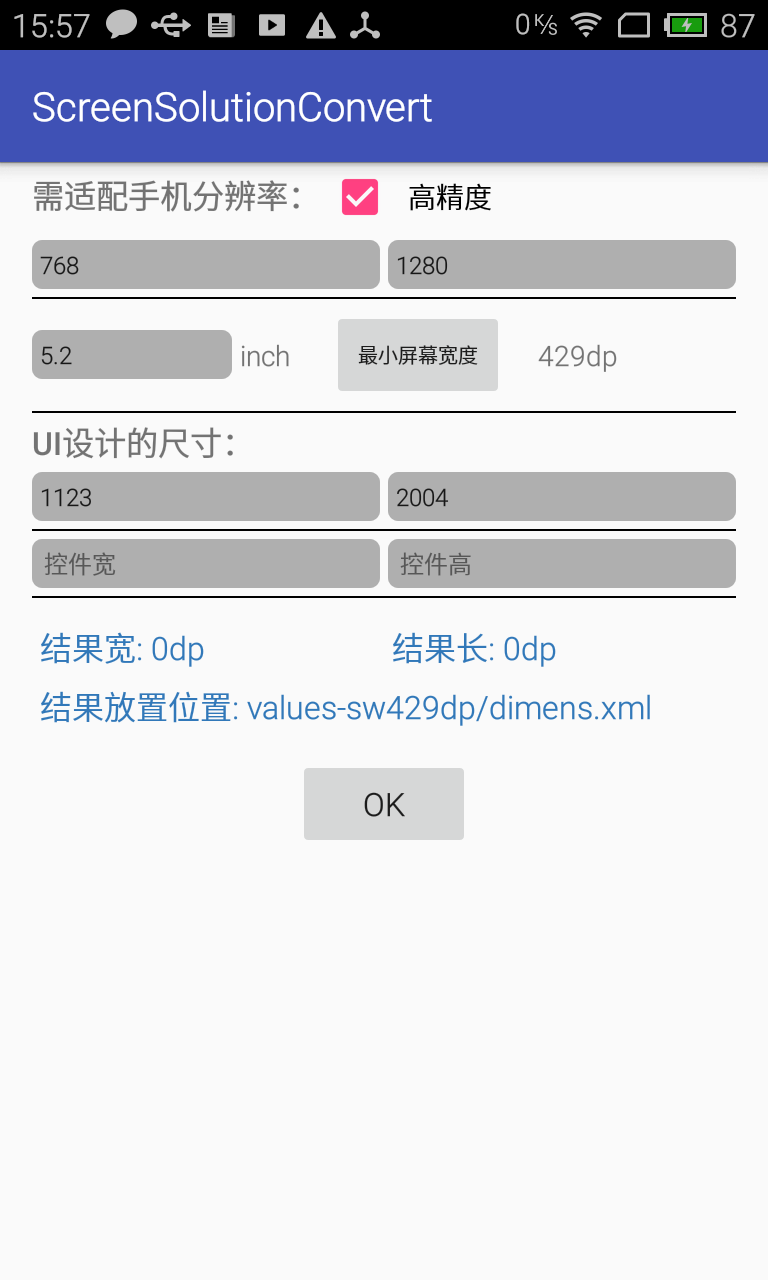 15:57 0 K/s 87
ScreenSolutionConvert
需适配手机分辨率： 高精度
768 1280
5.2 inch 最小屏幕宽度 429dp
UI设计的尺寸：
1123 2004
控件宽 控件高
结果宽: 0dp 结果长: 0dp
结果放置位置: values-sw429dp/dimens.xml
OK